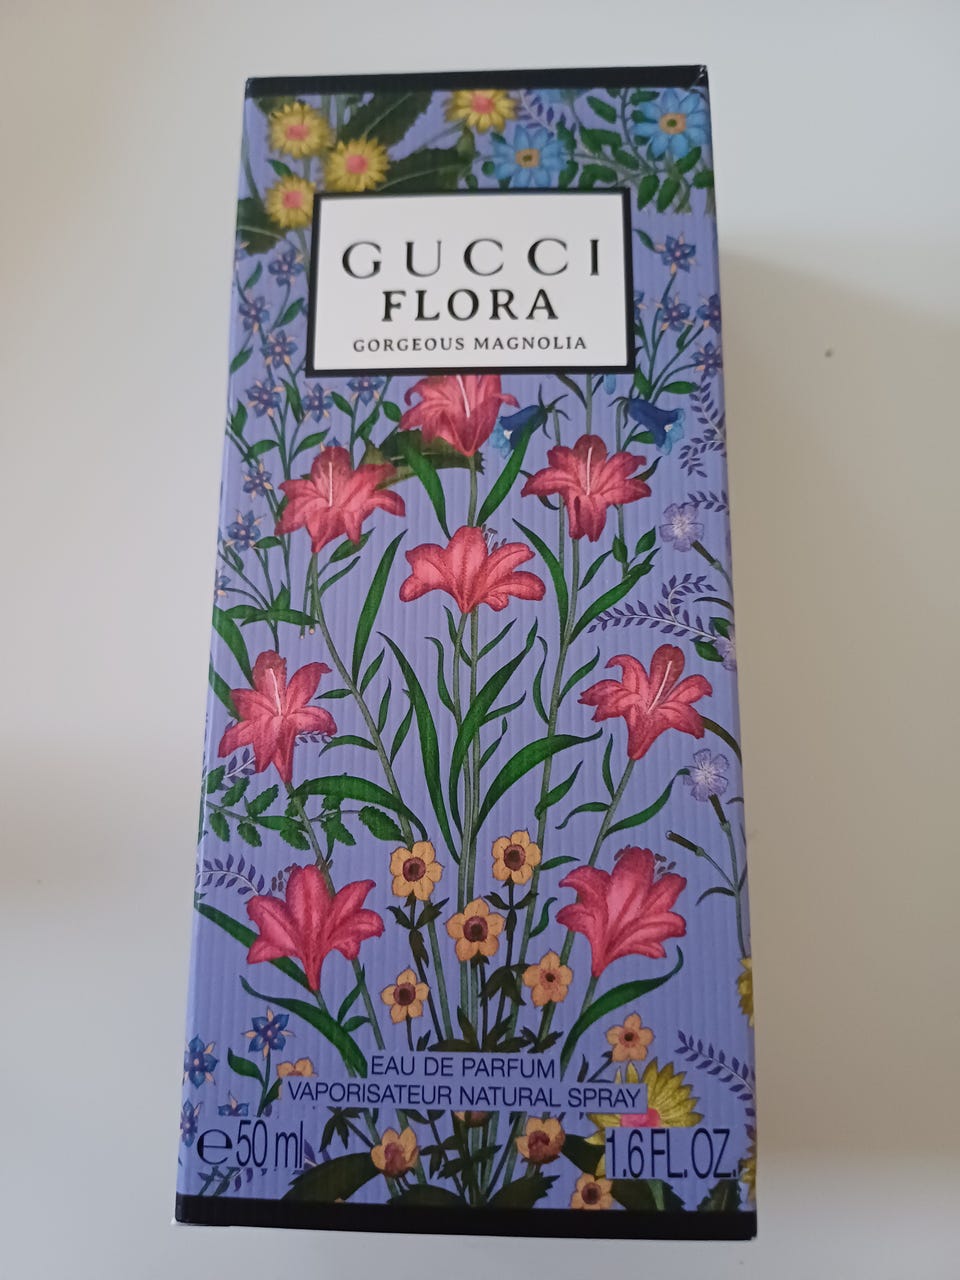 GUCCI
FLORA
GORGEOUS MAGNOLIA
EAU DE PARFUM
VAPORISATEUR NATURAL SPRAY
℮50 ml 1.6 FL. OZ.